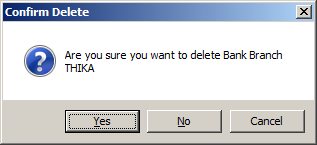 Confirm Delete
Are you sure you want to delete Bank Branch
THIKA
Yes
No
Cancel